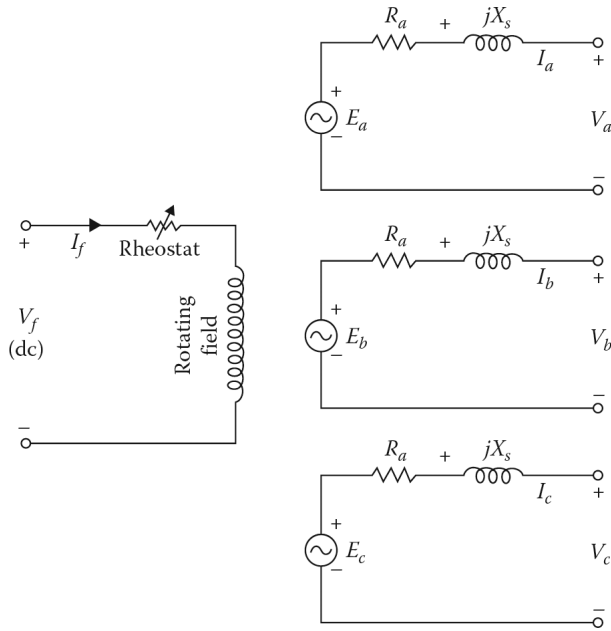 I_f
Rheostat
+
V_f
(dc)
−
Rotating
field
R_a + jX_s
I_a
+
+
E_a
V_a
−
−
R_a + jX_s
I_b
+
+
E_b
V_b
−
−
R_a + jX_s
I_c
+
+
E_c
V_c
−
−